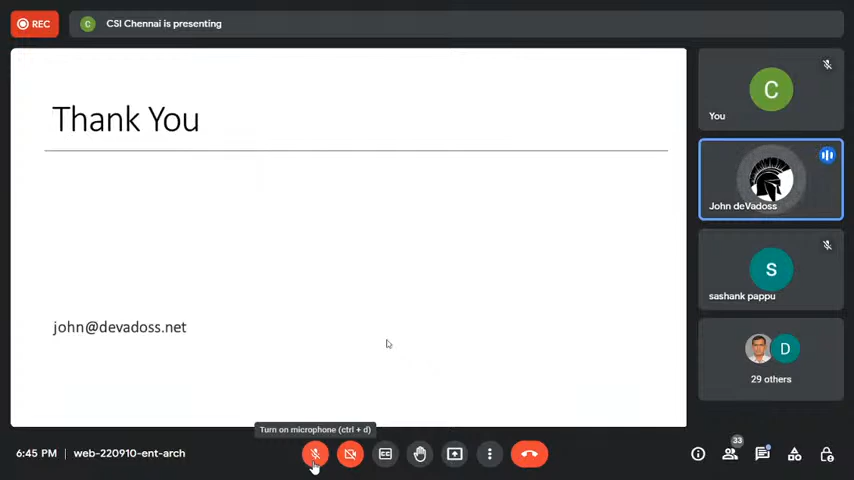 REC
C
CSI Chennai is presenting
Thank You
john@devadoss.net
C
You
John deVadoss
s
sashank pappu
D
29 others
Turn on microphone (ctrl + d)
6:45 PM | web-220910-ent-arch
CC
33